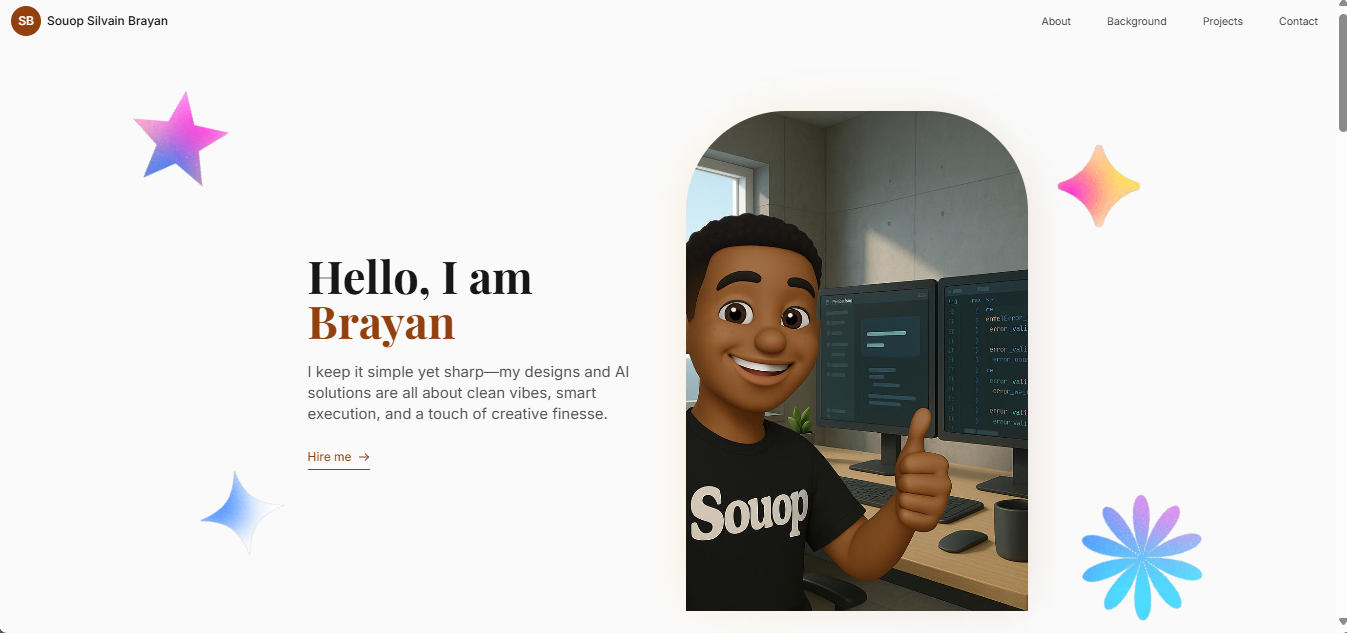 SB
Souop Silvain Brayan
About
Background
Projects
Contact
Hello, I am
Brayan
I keep it simple yet sharp—my designs and AI
solutions are all about clean vibes, smart
execution, and a touch of creative finesse.
Hire me →
Souop